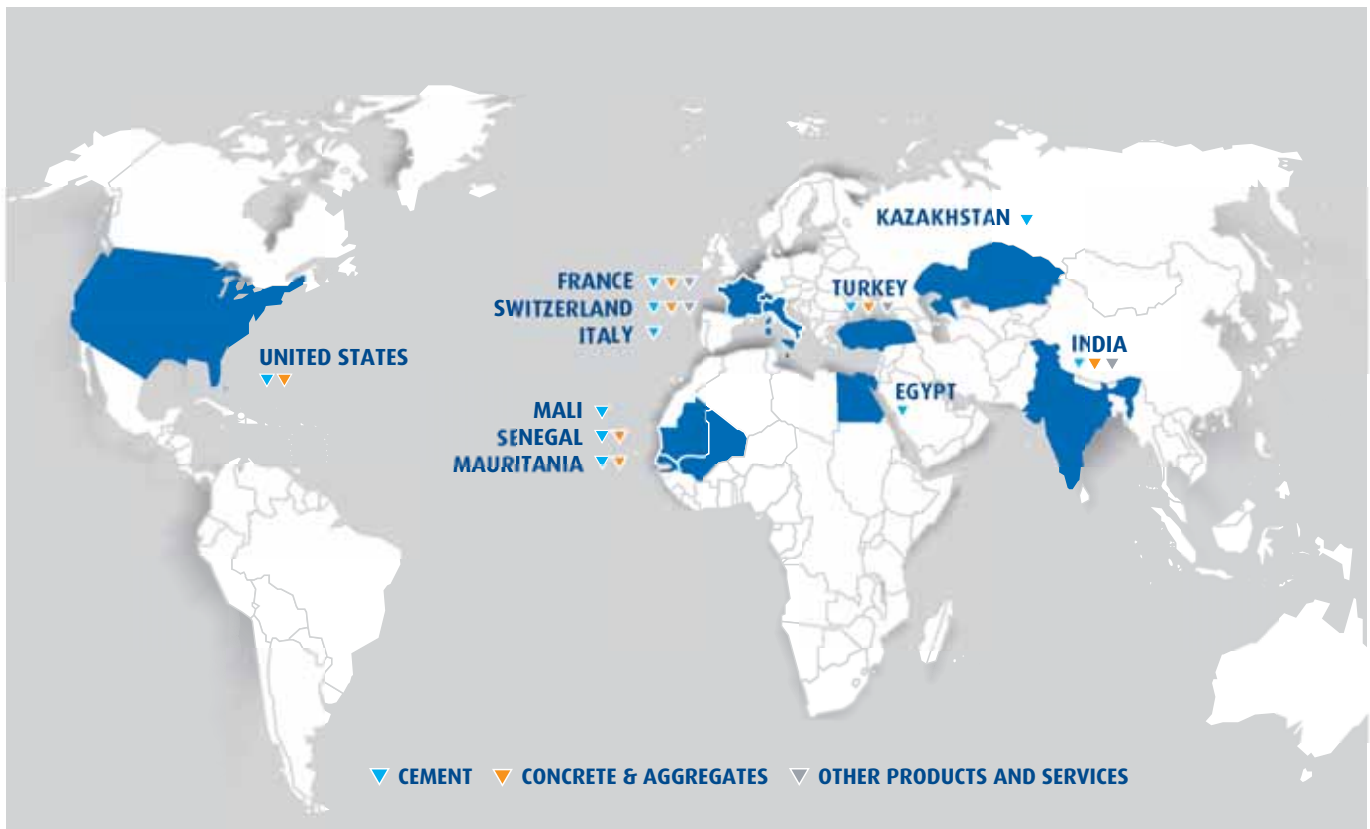 KAZAKHSTAN
FRANCE
SWITZERLAND
ITALY
TURKEY
INDIA
UNITED STATES
EGYPT
MALI
SENEGAL
MAURITANIA
CEMENT CONCRETE & AGGREGATES OTHER PRODUCTS AND SERVICES